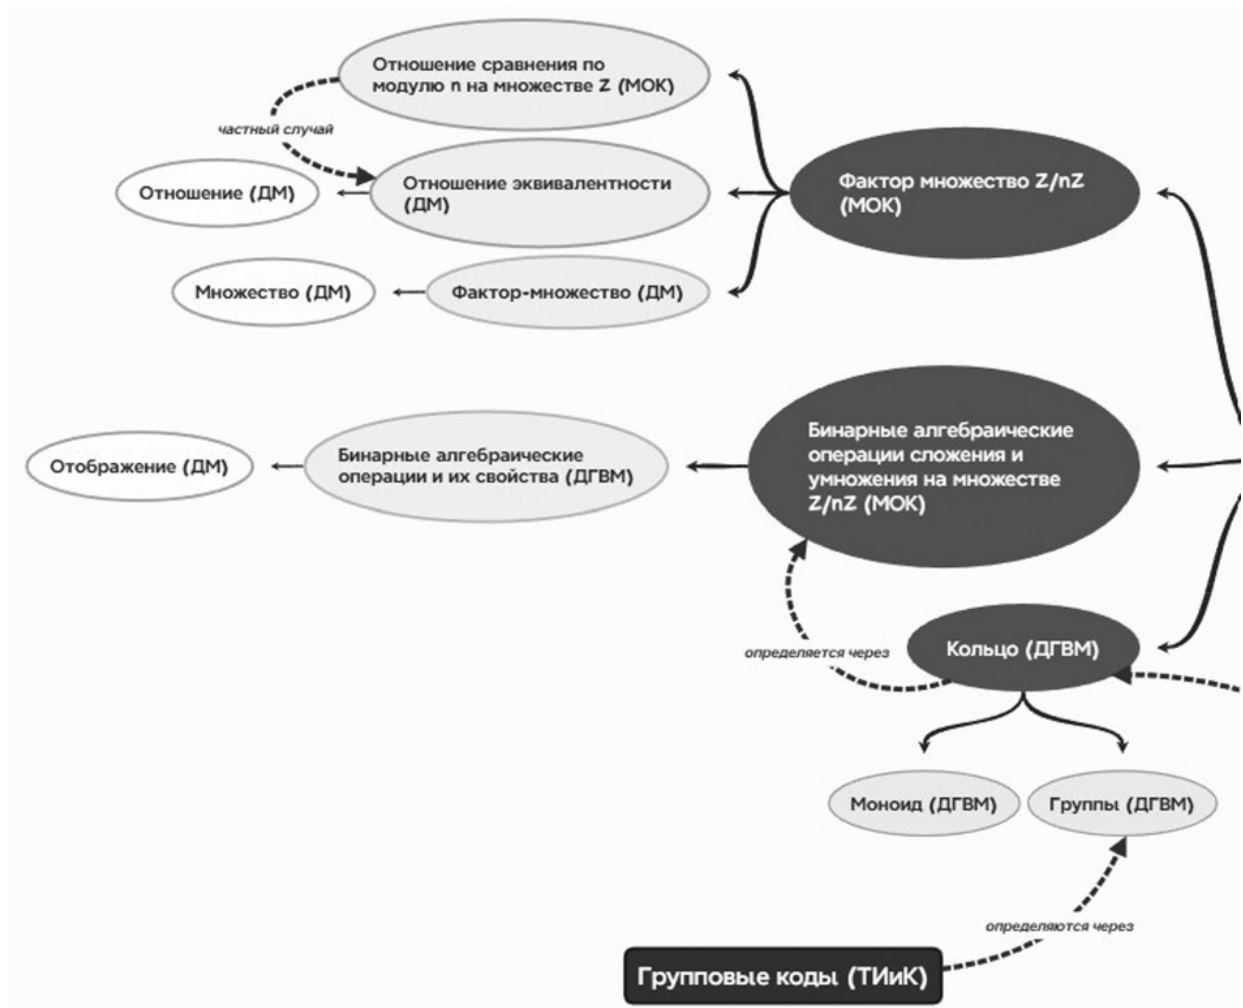 Отношение сравнения по
модулю n на множестве Z (МОК)
частный случай
Отношение (ДМ)
Отношение эквивалентности
(ДМ)
Фактор множество Z/nZ
(МОК)
Множество (ДМ)
Фактор-множество (ДМ)
Отображение (ДМ)
Бинарные алгебраические
операции и их свойства (ДГВМ)
Бинарные алгебраические
операции сложения и
умножения на множестве
Z/nZ (МОК)
определяется через
Кольцо (ДГВМ)
Моноид (ДГВМ)
Группы (ДГВМ)
определяются через
Групповые коды (ТИиК)